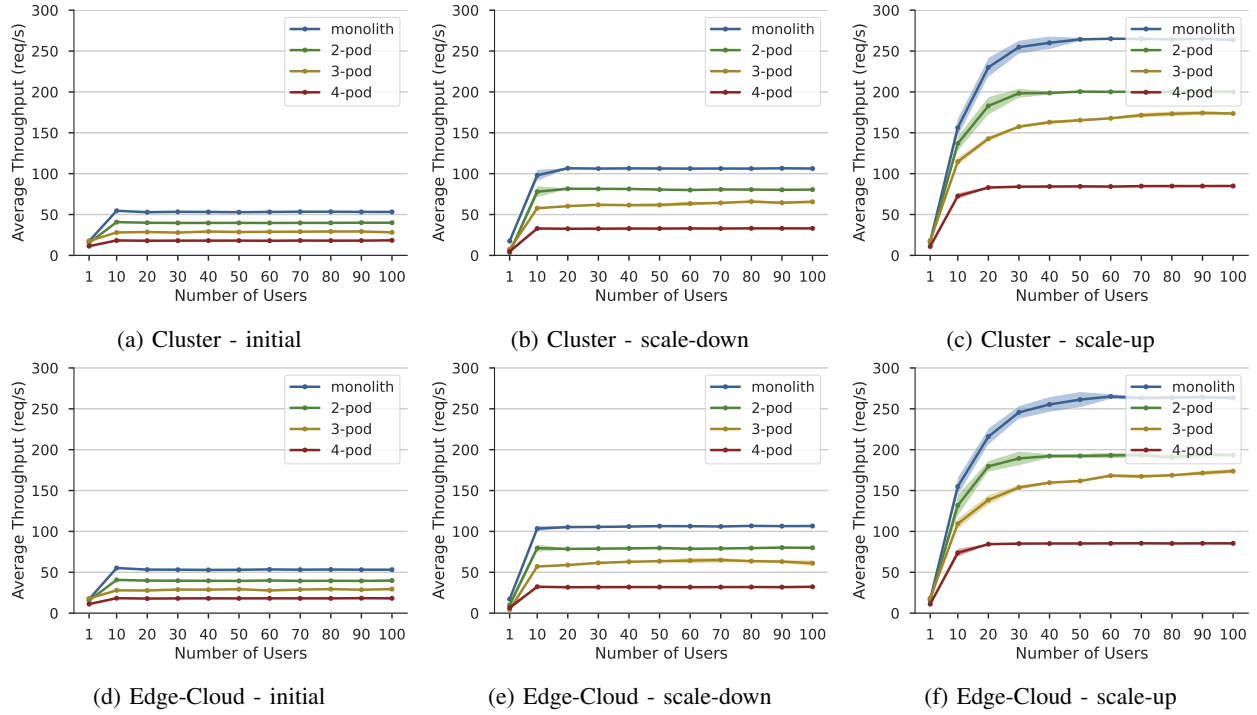 300
250
200
150
100
50
0
Average Throughput (req/s)
monolith
2-pod
3-pod
4-pod
1 10 20 30 40 50 60 70 80 90 100
Number of Users
(a) Cluster - initial
300
250
200
150
100
50
0
Average Throughput (req/s)
monolith
2-pod
3-pod
4-pod
1 10 20 30 40 50 60 70 80 90 100
Number of Users
(b) Cluster - scale-down
300
250
200
150
100
50
0
Average Throughput (req/s)
monolith
2-pod
3-pod
4-pod
1 10 20 30 40 50 60 70 80 90 100
Number of Users
(c) Cluster - scale-up
300
250
200
150
100
50
0
Average Throughput (req/s)
monolith
2-pod
3-pod
4-pod
1 10 20 30 40 50 60 70 80 90 100
Number of Users
(d) Edge-Cloud - initial
300
250
200
150
100
50
0
Average Throughput (req/s)
monolith
2-pod
3-pod
4-pod
1 10 20 30 40 50 60 70 80 90 100
Number of Users
(e) Edge-Cloud - scale-down
300
250
200
150
100
50
0
Average Throughput (req/s)
monolith
2-pod
3-pod
4-pod
1 10 20 30 40 50 60 70 80 90 100
Number of Users
(f) Edge-Cloud - scale-up